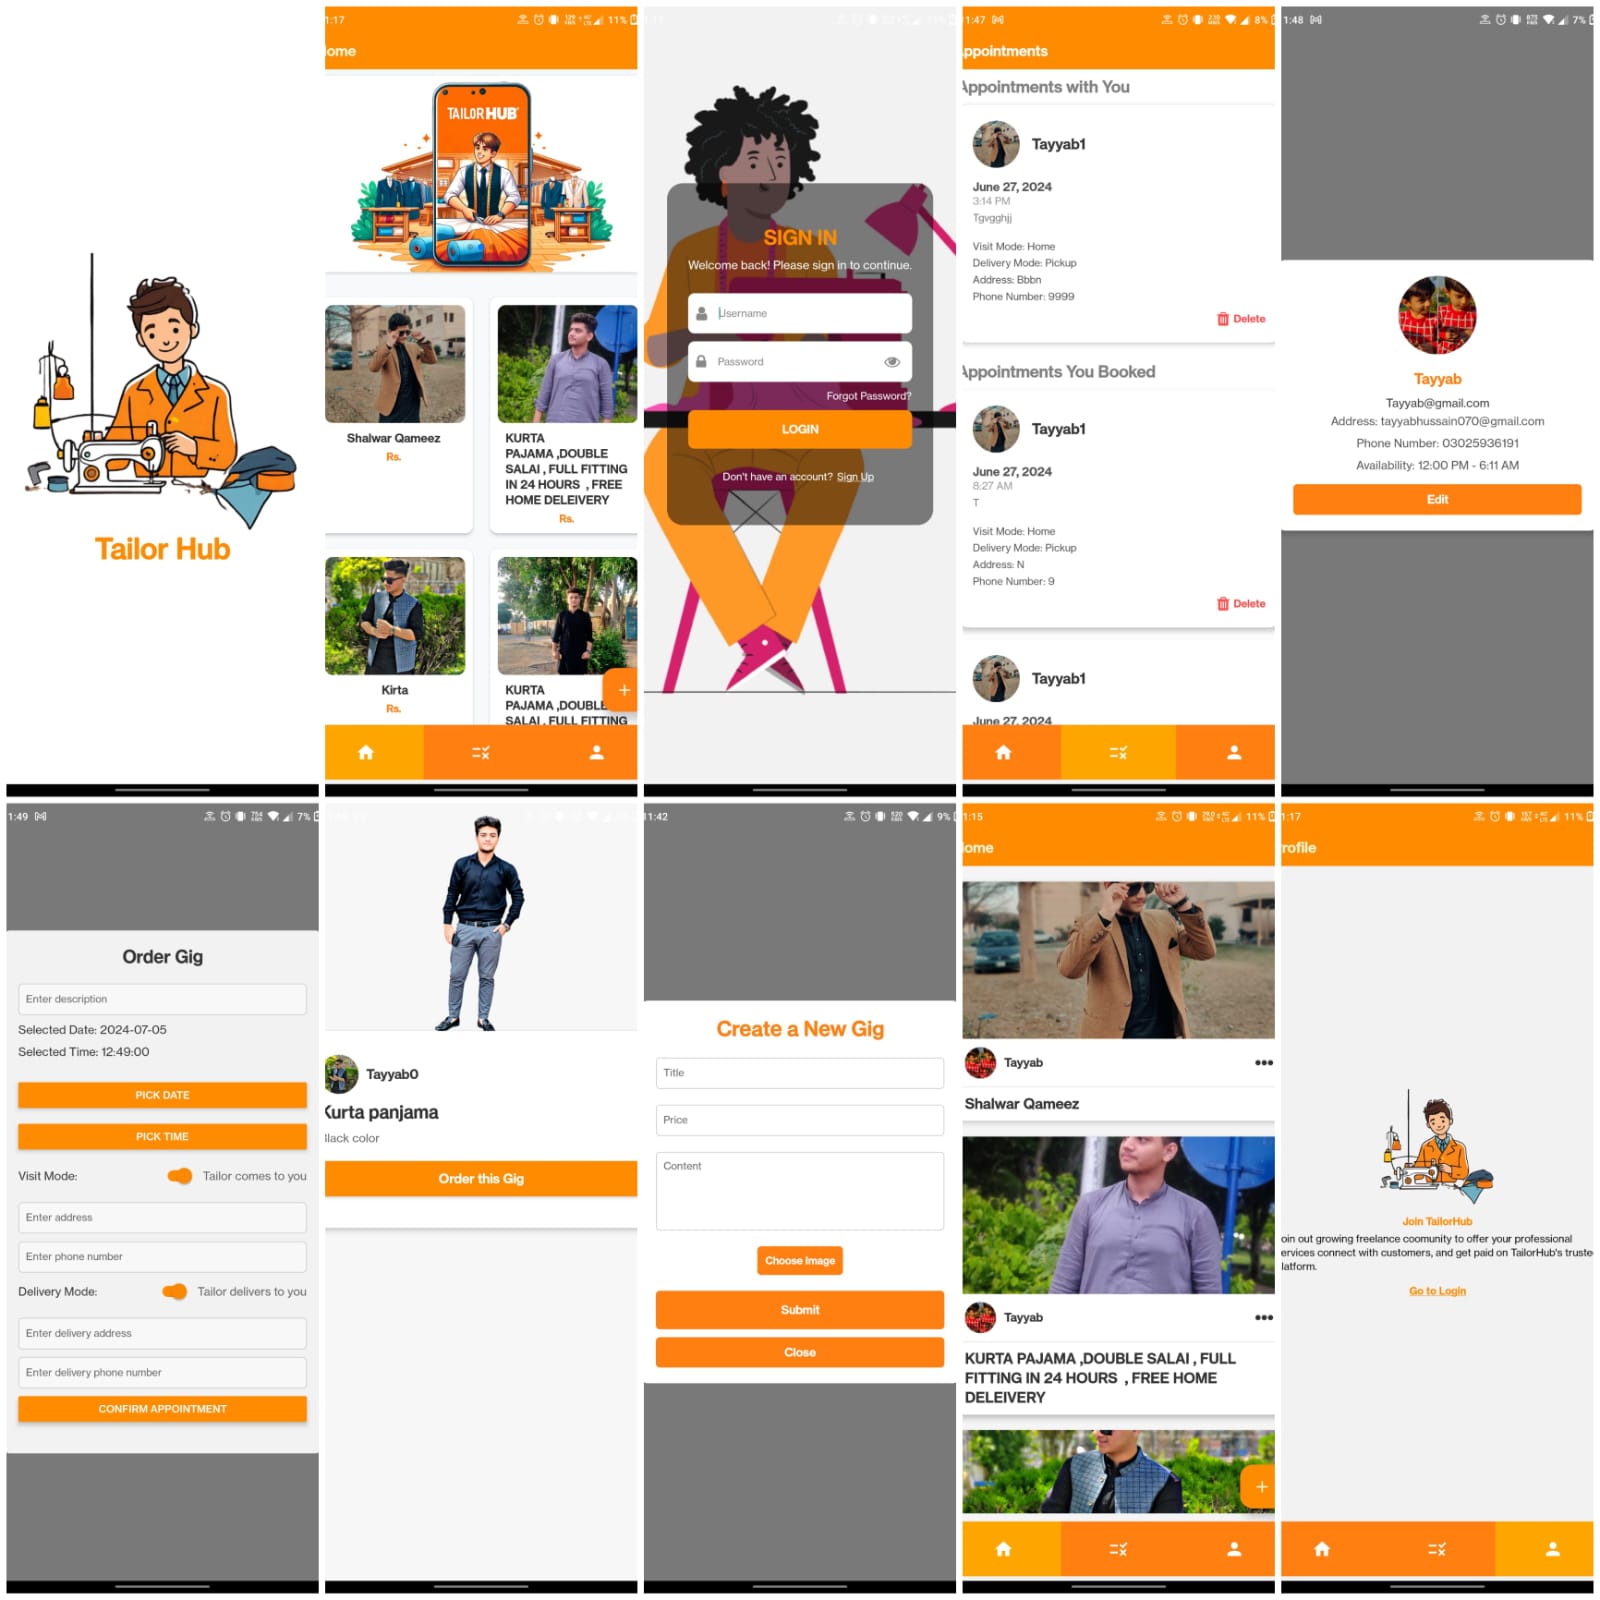 Tailor Hub
1:17
11%
ome
TAILORHUB
Shalwar Qameez
Rs.
KURTA
PAJAMA ,DOUBLE
SALAI , FULL FITTING
IN 24 HOURS , FREE
HOME DELEIVERY
Rs.
Kirta
Rs.
KURTA
PAJAMA ,DOUBLE
SALAI , FULL FITTING
SIGN IN
Welcome back! Please sign in to continue.
Username
Password
Forgot Password?
LOGIN
Don't have an account? Sign Up
1:47
8%
ppointments
Appointments with You
Tayyab1
June 27, 2024
3:14 PM
Tgvgghjj
Visit Mode: Home
Delivery Mode: Pickup
Address: Bbbn
Phone Number: 9999
Delete
Appointments You Booked
Tayyab1
June 27, 2024
8:27 AM
T
Visit Mode: Home
Delivery Mode: Pickup
Address: N
Phone Number: 9
Delete
Tayyab1
June 27, 2024
1:48
7%
Tayyab
Tayyab@gmail.com
Address: tayyabhussain070@gmail.com
Phone Number: 03025936191
Availability: 12:00 PM - 6:11 AM
Edit
1:49
7%
Order Gig
Enter description
Selected Date: 2024-07-05
Selected Time: 12:49:00
PICK DATE
PICK TIME
Visit Mode:
Tailor comes to you
Enter address
Enter phone number
Delivery Mode:
Tailor delivers to you
Enter delivery address
Enter delivery phone number
CONFIRM APPOINTMENT
Tayyab0
Kurta panjama
lack color
Order this Gig
1:42
9%
Create a New Gig
Title
Price
Content
Choose Image
Submit
Close
1:15
11%
ome
Tayyab
Shalwar Qameez
Tayyab
KURTA PAJAMA ,DOUBLE SALAI , FULL
FITTING IN 24 HOURS , FREE HOME
DELEIVERY
1:17
11%
rofile
Join TailorHub
oin out growing freelance coomunity to offer your professional
ervices connect with customers, and get paid on TailorHub's truste
latform.
Go to Login